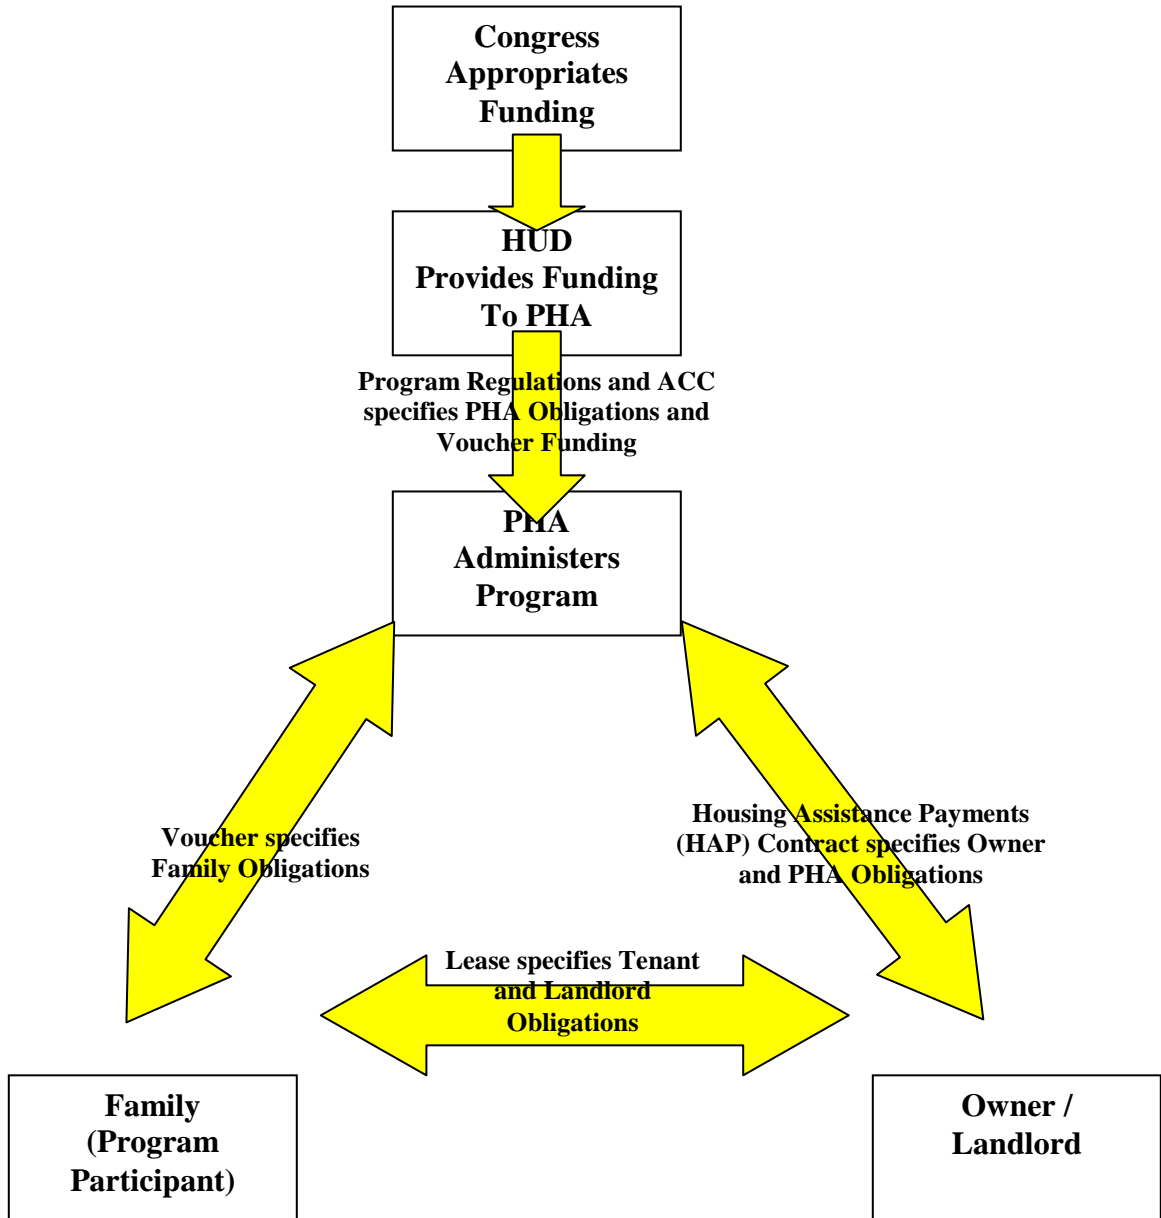 Congress
Appropriates
Funding
HUD
Provides Funding
To PHA
Program Regulations and ACC
specifies PHA Obligations and
Voucher Funding
PHA
Administers
Program
Voucher specifies
Family Obligations
Housing Assistance Payments
(HAP) Contract specifies Owner
and PHA Obligations
Lease specifies Tenant
and Landlord
Obligations
Family
(Program
Participant)
Owner /
Landlord